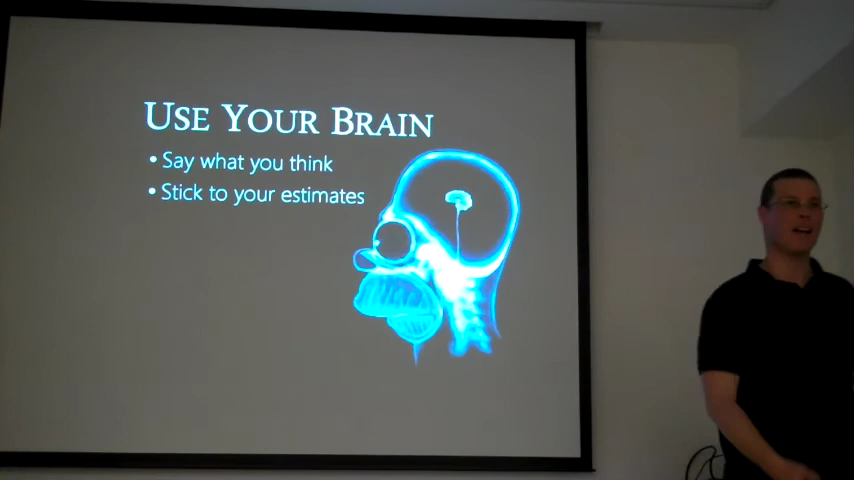 USE YOUR BRAIN
• Say what you think
• Stick to your estimates